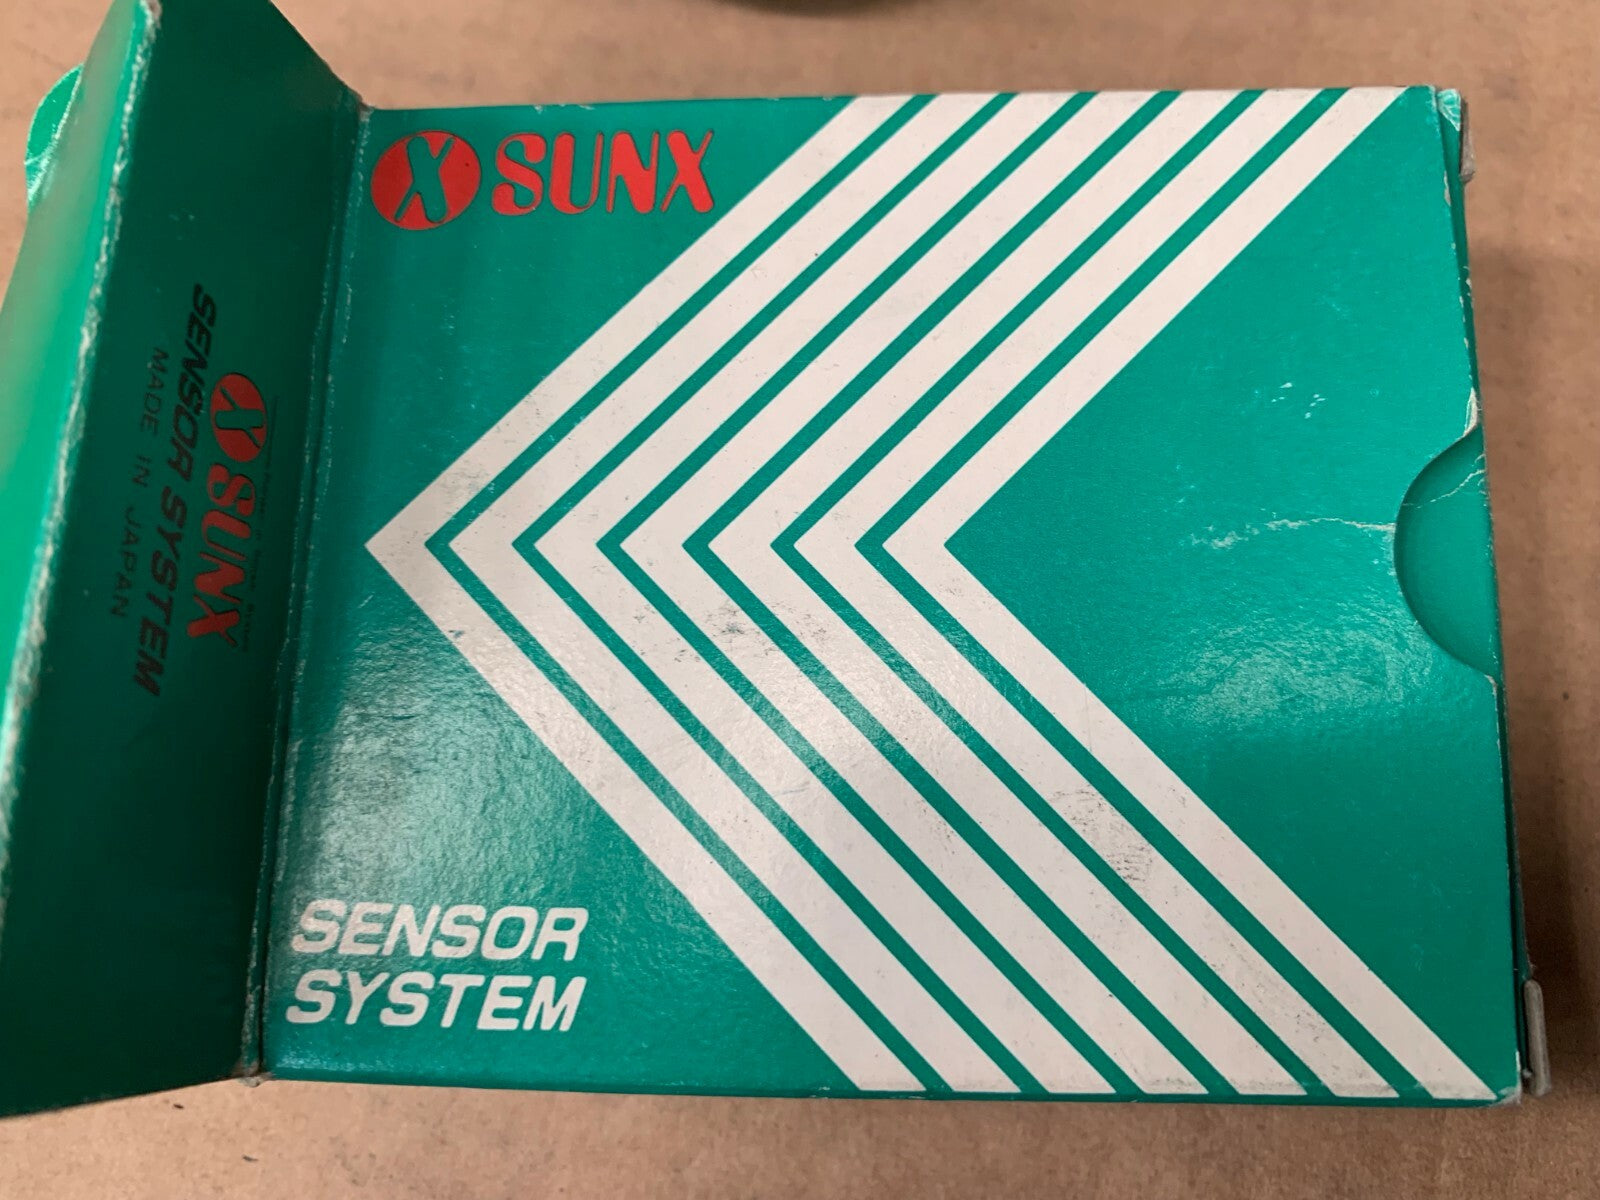 SUNX
SENSOR
SYSTEM
SUNX
SENSOR SYSTEM
MADE IN JAPAN